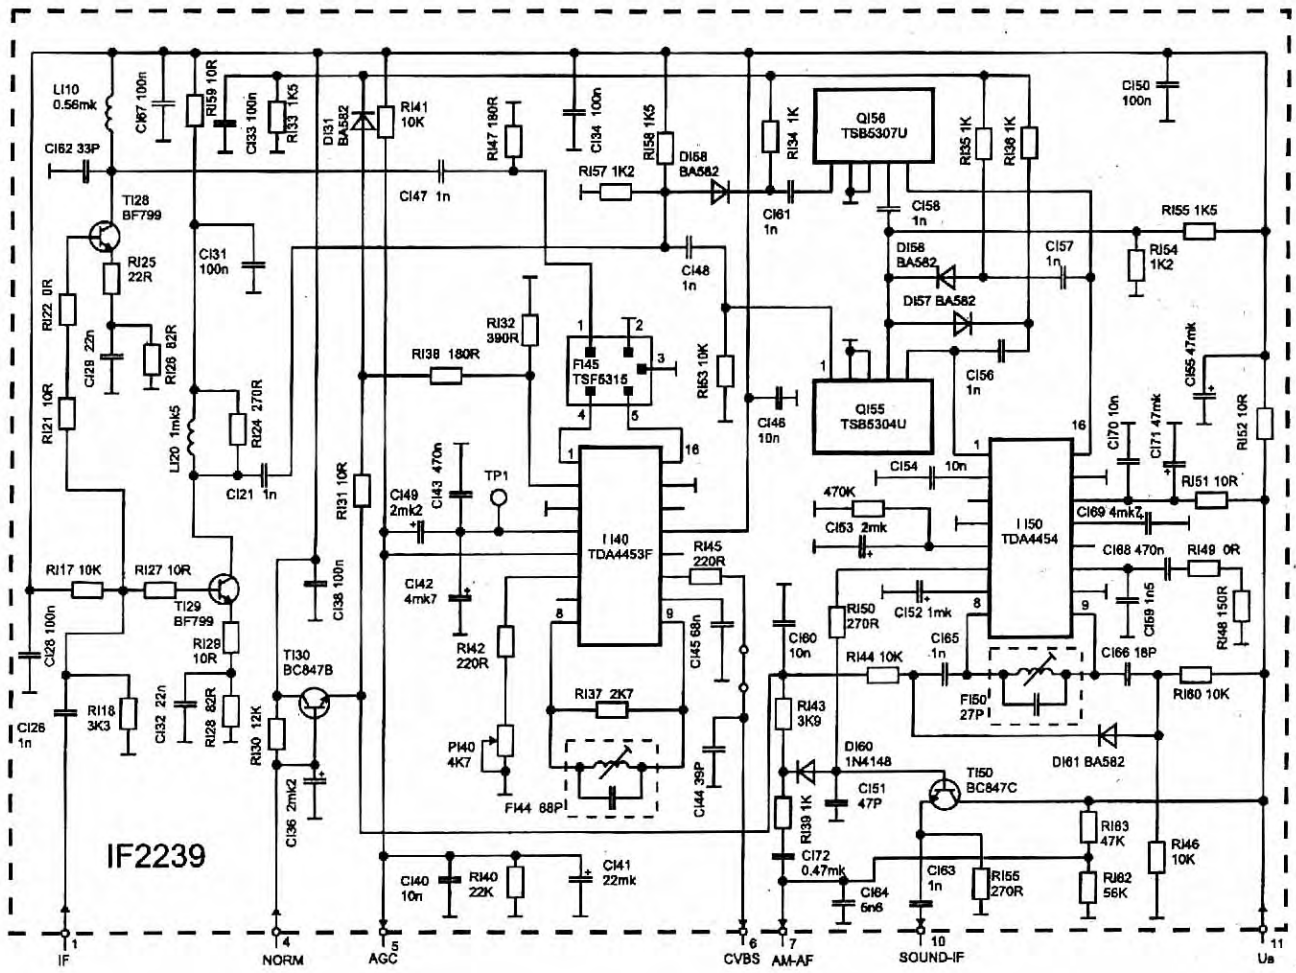 LI10
0.56mk
CI67 100n
RI59 10R
CI33 100n
RI33 1K5
DI31
BA582
RI41
10K
RI47 180R
CI34 100n
RI58 1K5
RI34 1K
QI56
TSB5307U
RI35 1K
RI36 1K
CI50
100n
CI62 33P
CI47 1n
RI57 1K2
DI58
BA582
CI61
1n
CI58
1n
RI55 1K5
TI28
BF799
RI25
22R
CI31
100n
CI48
1n
DI58
BA582
CI57
1n
RI54
1K2
DI57 BA582
RI22 0R
CI29 22n
RI26 82R
RI32
390R
1
2
3
FI45
TSF5315
4
5
RI38 180R
RI53 10K
1
QI55
TSB5304U
CI56
1n
CI55 47mk
RI21 10R
LI20 1mk5
RI24 270R
CI21 1n
CI46
10n
RI52 10R
RI31 10R
CI49
2mk2
CI43 470n
TP1
1
16
II40
TDA4453F
8
9
CI54
10n
470K
CI53 2mk
1
16
II50
TDA4454
8
9
CI70 10n
CI71 47mk
RI51 10R
CI69 4mk7
CI68 470n
RI49 0R
RI17 10K
RI27 10R
TI29
BF799
CI38 100n
CI42
4mk7
RI45
220R
CI52 1mk
CI59 1n5
RI48 150R
CI28 100n
RI29
10R
TI30
BC847B
RI42
220R
CI45 68n
CI60
10n
RI50
270R
RI44 10K
CI65
1n
CI66 18P
RI60 10K
CI26
1n
RI18
3K3
CI32 22n
RI28 82R
RI30 12K
RI37 2K7
RI43
3K9
FI50
27P
PI40
4K7
CI44 39P
DI60
1N4148
DI61 BA582
CI36 2mk2
FI44 68P
CI51
47P
TI50
BC847C
RI39 1K
RI63
47K
RI46
10K
IF2239
CI40
10n
RI40
22K
CI41
22mk
CI72
0.47mk
CI64
5n6
CI63
1n
RI55
270R
RI62
56K
1
4
5
6
7
10
11
IF
NORM
AGC
CVBS
AM-AF
SOUND-IF
Us